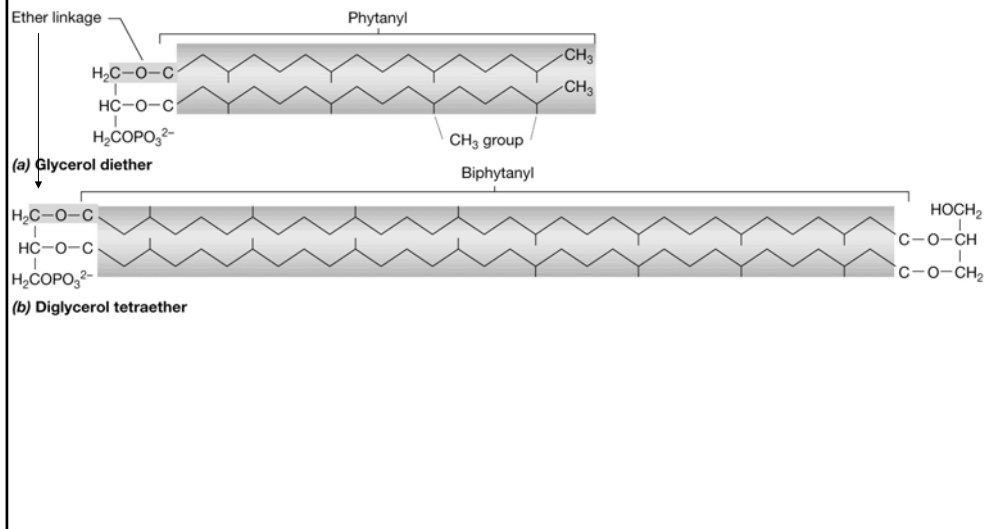 Ether linkage
Phytanyl
CH₃
H₂C–O–C
CH₃
HC–O–C
H₂COPO₃²⁻
CH₃ group
(a) Glycerol diether
Biphytanyl
H₂C–O–C
HOCH₂
HC–O–C
C–O–CH
H₂COPO₃²⁻
C–O–CH₂
(b) Diglycerol tetraether